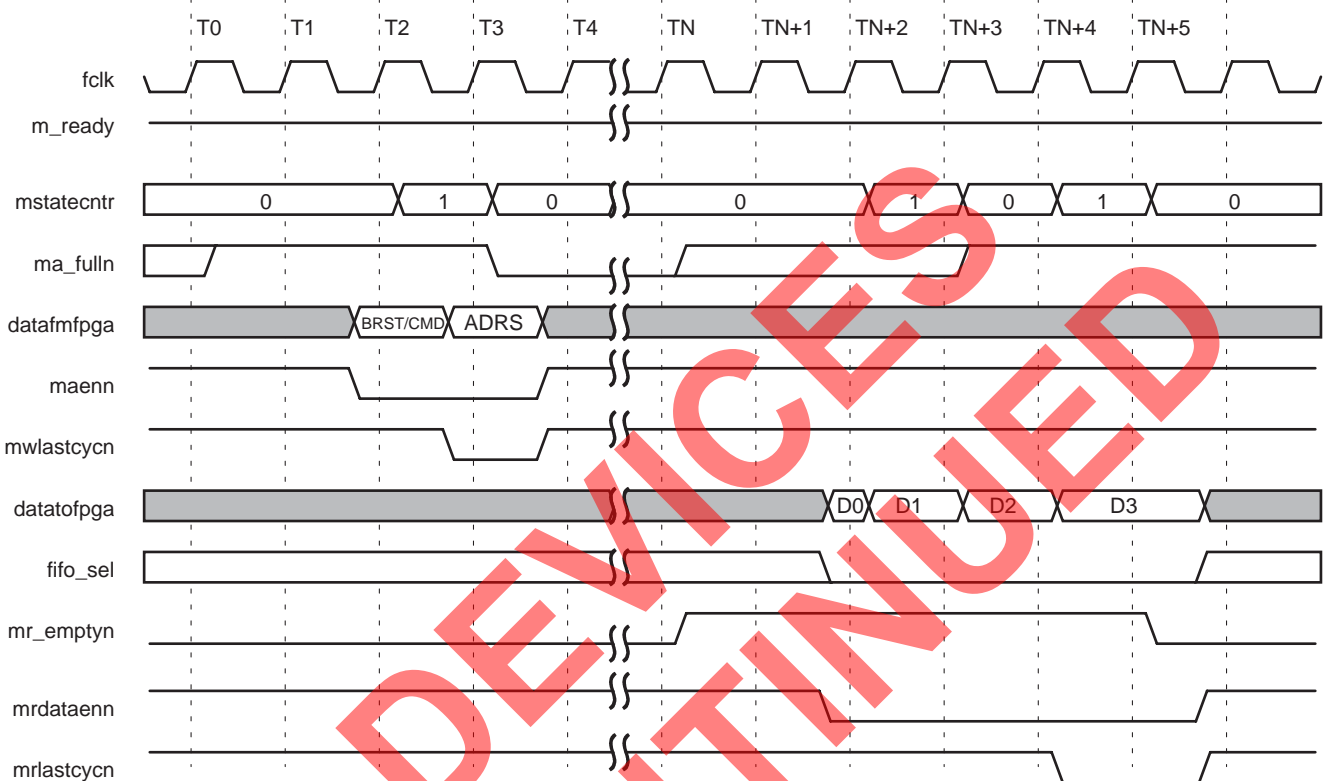 T0 T1 T2 T3 T4 TN TN+1 TN+2 TN+3 TN+4 TN+5
fclk
m_ready
mstatecntr 0 1 0 0 1 0 1 0
ma_fulln
datafmfpga BRST/CMD ADRS
maenn
mwlastcycn
datatofpga D0 D1 D2 D3
fifo_sel
mr_emptyn
mrdataenn
mrlastcycn
DEVICES
TINUED